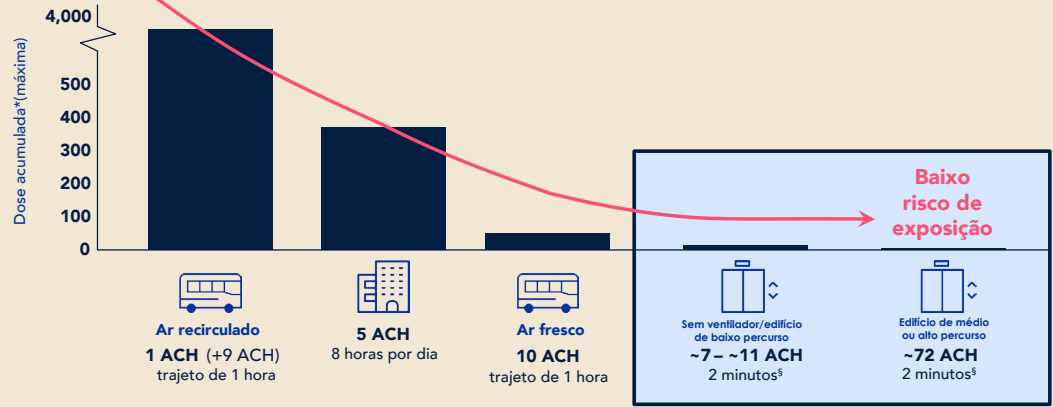 Dose acumulada*(máxima)
4,000
500
400
300
200
100
0
Ar recirculado
1 ACH (+9 ACH)
trajeto de 1 hora
5 ACH
8 horas por dia
Ar fresco
10 ACH
trajeto de 1 hora
Baixo
risco de
exposição
Sem ventilador/edifício
de baixo percurso
~7– ~11 ACH
2 minutos§
Edifício de médio
ou alto percurso
~72 ACH
2 minutos§